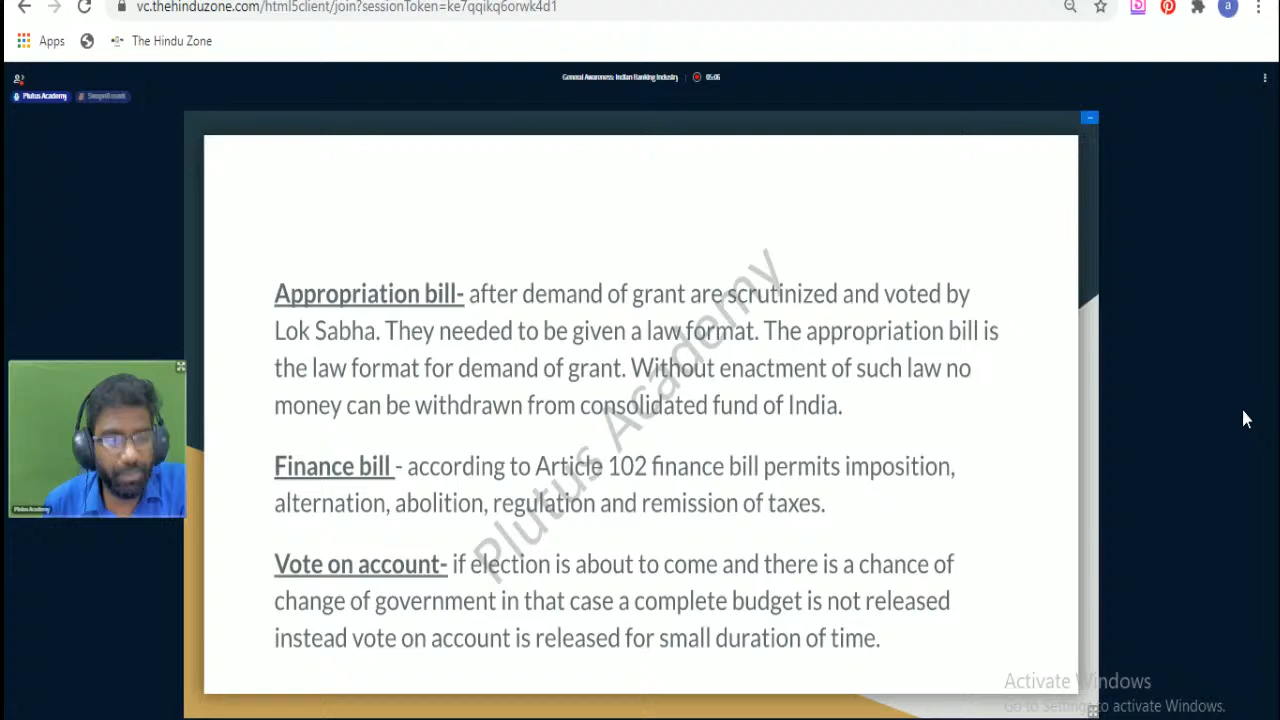 vc.thehinduzone.com/html5client/join?sessionToken=ke7qqikq6orwk4d1
a
Apps
The Hindu Zone
General Awareness: Indian Banking Industry
05:06
Plutus Academy
Appropriation bill- after demand of grant are scrutinized and voted by
Lok Sabha. They needed to be given a law format. The appropriation bill is
the law format for demand of grant. Without enactment of such law no
money can be withdrawn from consolidated fund of India.
Finance bill - according to Article 102 finance bill permits imposition,
alternation, abolition, regulation and remission of taxes.
Vote on account- if election is about to come and there is a chance of
change of government in that case a complete budget is not released
instead vote on account is released for small duration of time.
Plutus Academy
Plutus Academy
Activate Windows
Go to Settings to activate Windows.